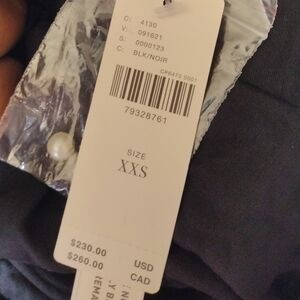 C: 4130
V: 091621
S: 0000123
C: BLK/NOIR
79328761
SIZE
XXS
$230.00 USD
$260.00 CAD